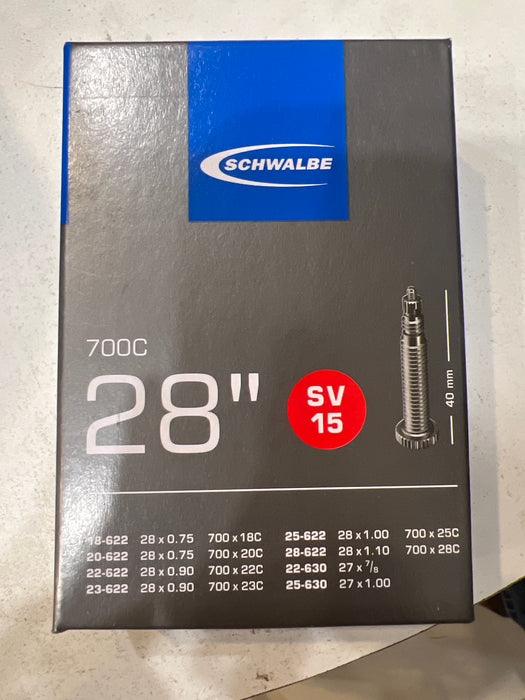 SCHWALBE
700C
28"
SV
15
40 mm
18-622 28 x 0.75 700 x 18C 25-622 28 x 1.00 700 x 25C
20-622 28 x 0.75 700 x 20C 28-622 28 x 1.10 700 x 28C
22-622 28 x 0.90 700 x 22C 22-630 27 x 7/8
23-622 28 x 0.90 700 x 23C 25-630 27 x 1.00